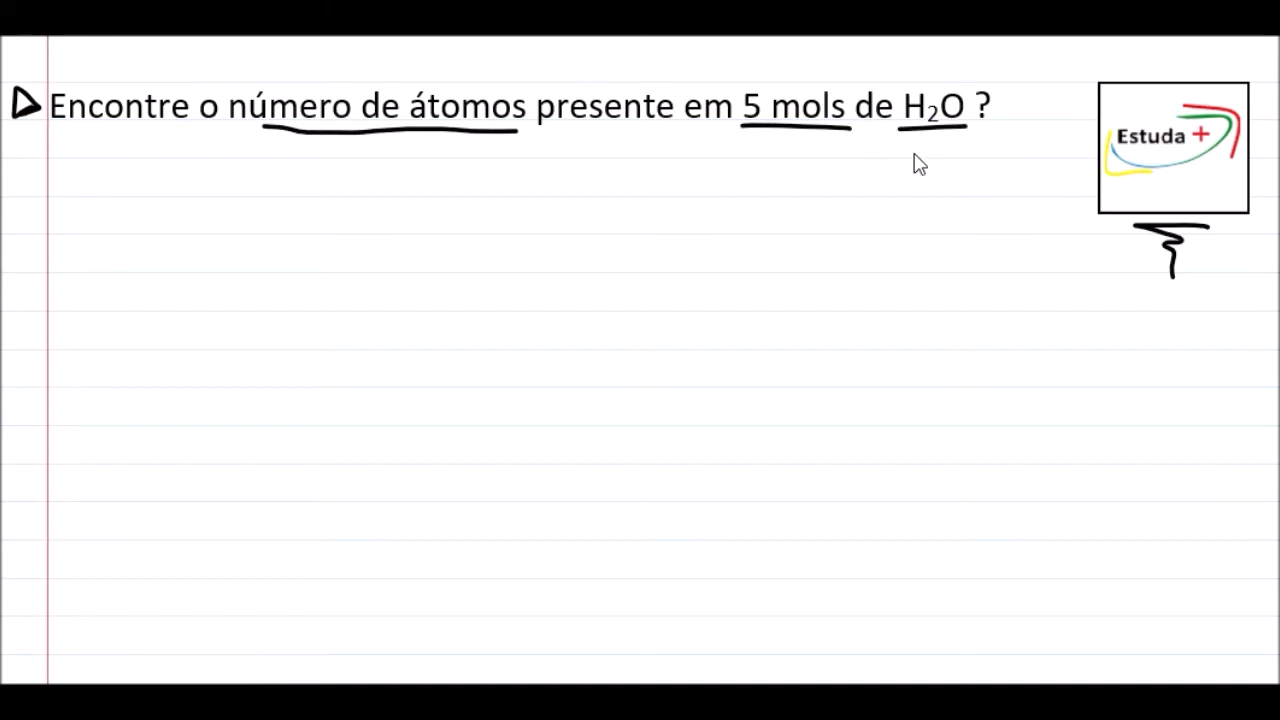 Encontre o número de átomos presente em 5 mols de H₂O ?
Estuda +